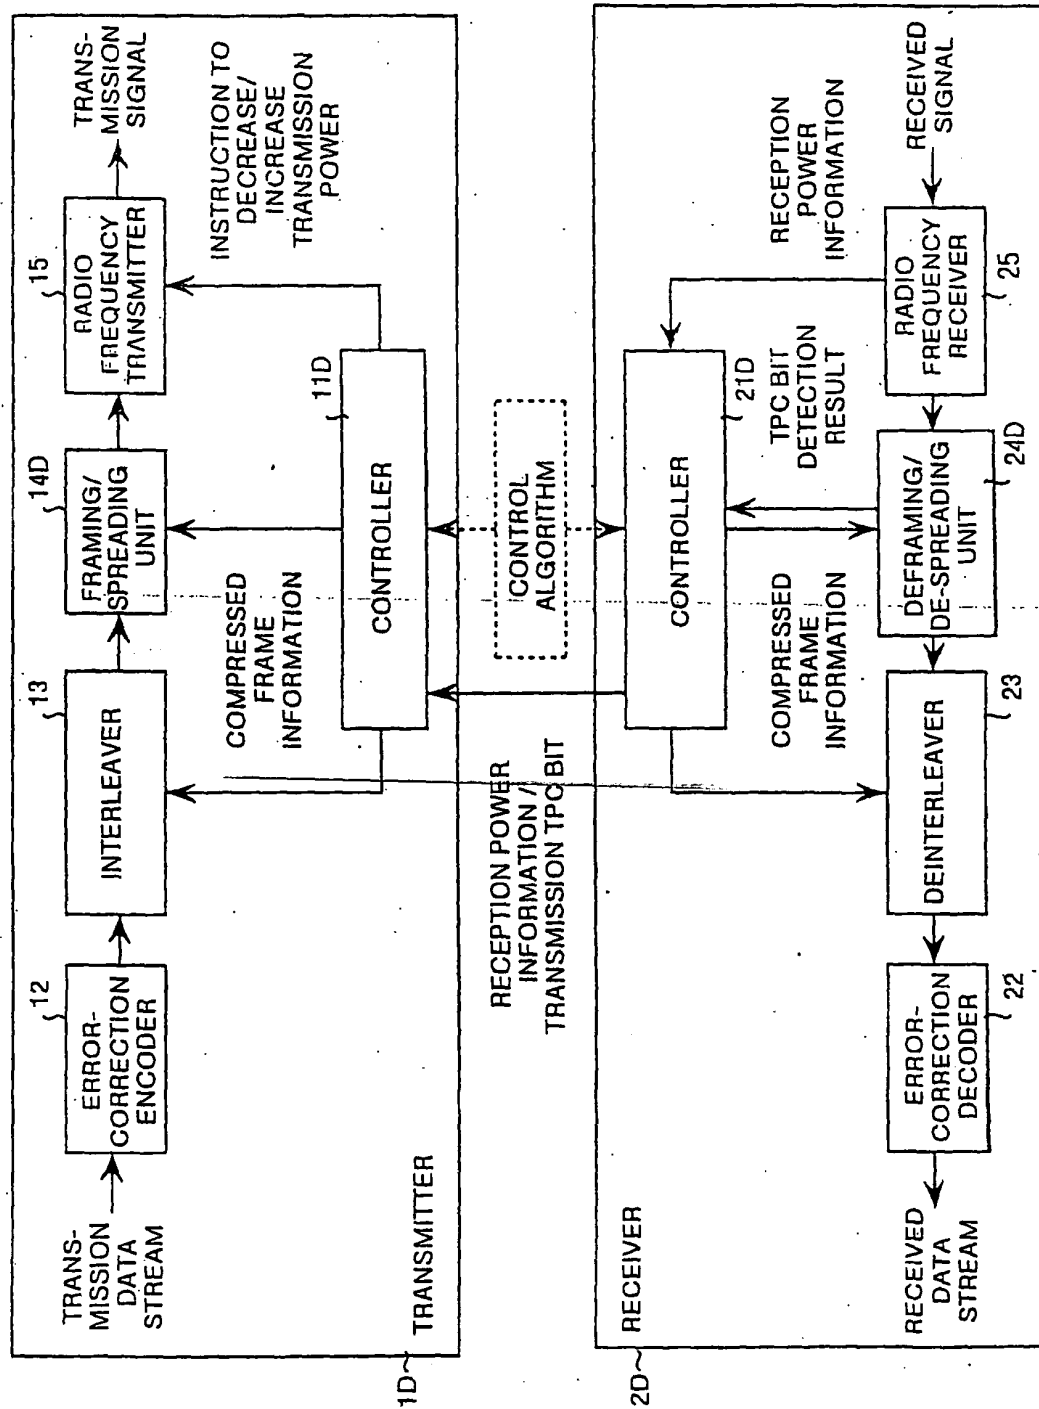 TRANS-
MISSION
DATA
STREAM
12
ERROR-
CORRECTION
ENCODER
13
INTERLEAVER
14D
FRAMING/
SPREADING
UNIT
15
RADIO
FREQUENCY
TRANSMITTER
TRANS-
MISSION
SIGNAL
COMPRESSED
FRAME
INFORMATION
INSTRUCTION TO
DECREASE/
INCREASE
TRANSMISSION
POWER
11D
CONTROLLER
TRANSMITTER
1D
RECEPTION POWER
INFORMATION /
TRANSMISSION TPC BIT
CONTROL
ALGORITHM
2D
RECEIVER
CONTROLLER
21D
RECEPTION
POWER
INFORMATION
COMPRESSED
FRAME
INFORMATION
TPC BIT
DETECTION
RESULT
RECEIVED
DATA
STREAM
ERROR-
CORRECTION
DECODER
22
DEINTERLEAVER
23
DEFRAMING/
DE-SPREADING
UNIT
24D
RADIO
FREQUENCY
RECEIVER
25
RECEIVED
SIGNAL